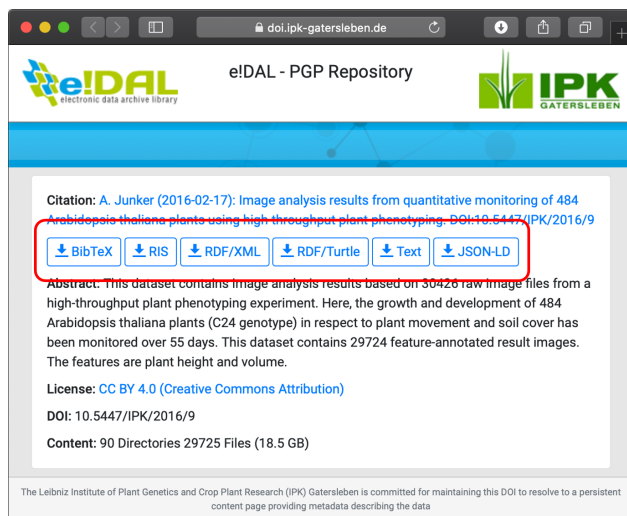 doi.ipk-gatersleben.de
e!DAL
electronic data archive library
e!DAL - PGP Repository
IPK
GATERSLEBEN
Citation: A. Junker (2016-02-17): Image analysis results from quantitative monitoring of 484
Arabidopsis thaliana plants using high throughput plant phenotyping. DOI:10.5447/IPK/2016/9
BibTeX RIS RDF/XML RDF/Turtle Text JSON-LD
Abstract: This dataset contains image analysis results based on 30426 raw image files from a
high-throughput plant phenotyping experiment. Here, the growth and development of 484
Arabidopsis thaliana plants (C24 genotype) in respect to plant movement and soil cover has
been monitored over 55 days. This dataset contains 29724 feature-annotated result images.
The features are plant height and volume.
License: CC BY 4.0 (Creative Commons Attribution)
DOI: 10.5447/IPK/2016/9
Content: 90 Directories 29725 Files (18.5 GB)
The Leibniz Institute of Plant Genetics and Crop Plant Research (IPK) Gatersleben is committed for maintaining this DOI to resolve to a persistent
content page providing metadata describing the data